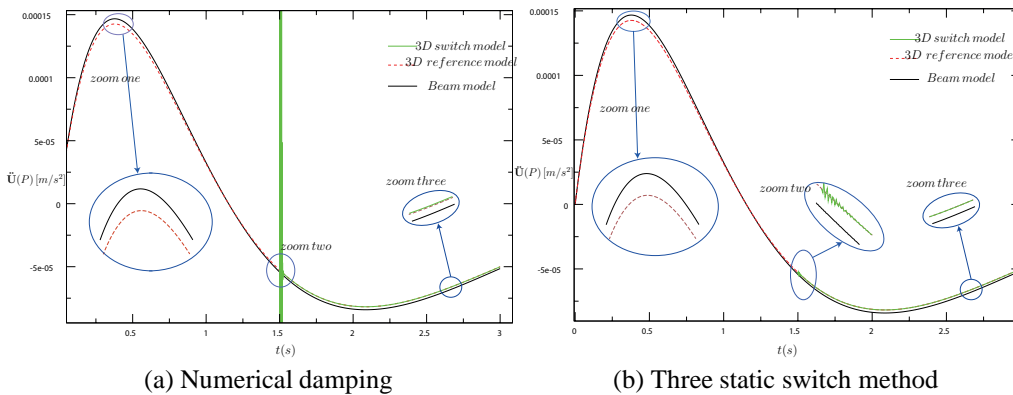 0.00015
0.0001
5e-05
0
-5e-05
Ü(P) [m/s²]
3D switch model
3D reference model
Beam model
zoom one
zoom two
zoom three
0.5
1
1.5
2
2.5
3
t(s)
(a) Numerical damping
0.00015
0.0001
5e-05
0
-5e-05
Ü(P) [m/s²]
3D switch model
3D reference model
Beam model
zoom one
zoom two
zoom three
0
0.5
1
1.5
2
2.5
3
t(s)
(b) Three static switch method